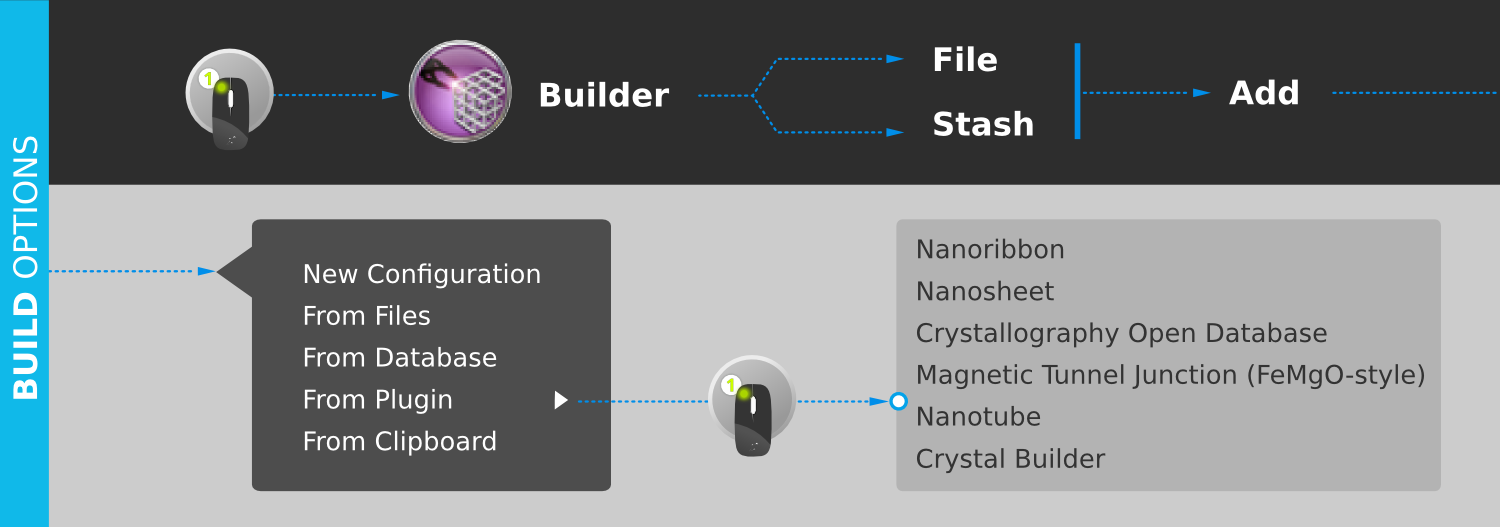 BUILD OPTIONS
1
Builder
File
Stash
Add
New Configuration
From Files
From Database
From Plugin
From Clipboard
1
Nanoribbon
Nanosheet
Crystallography Open Database
Magnetic Tunnel Junction (FeMgO-style)
Nanotube
Crystal Builder